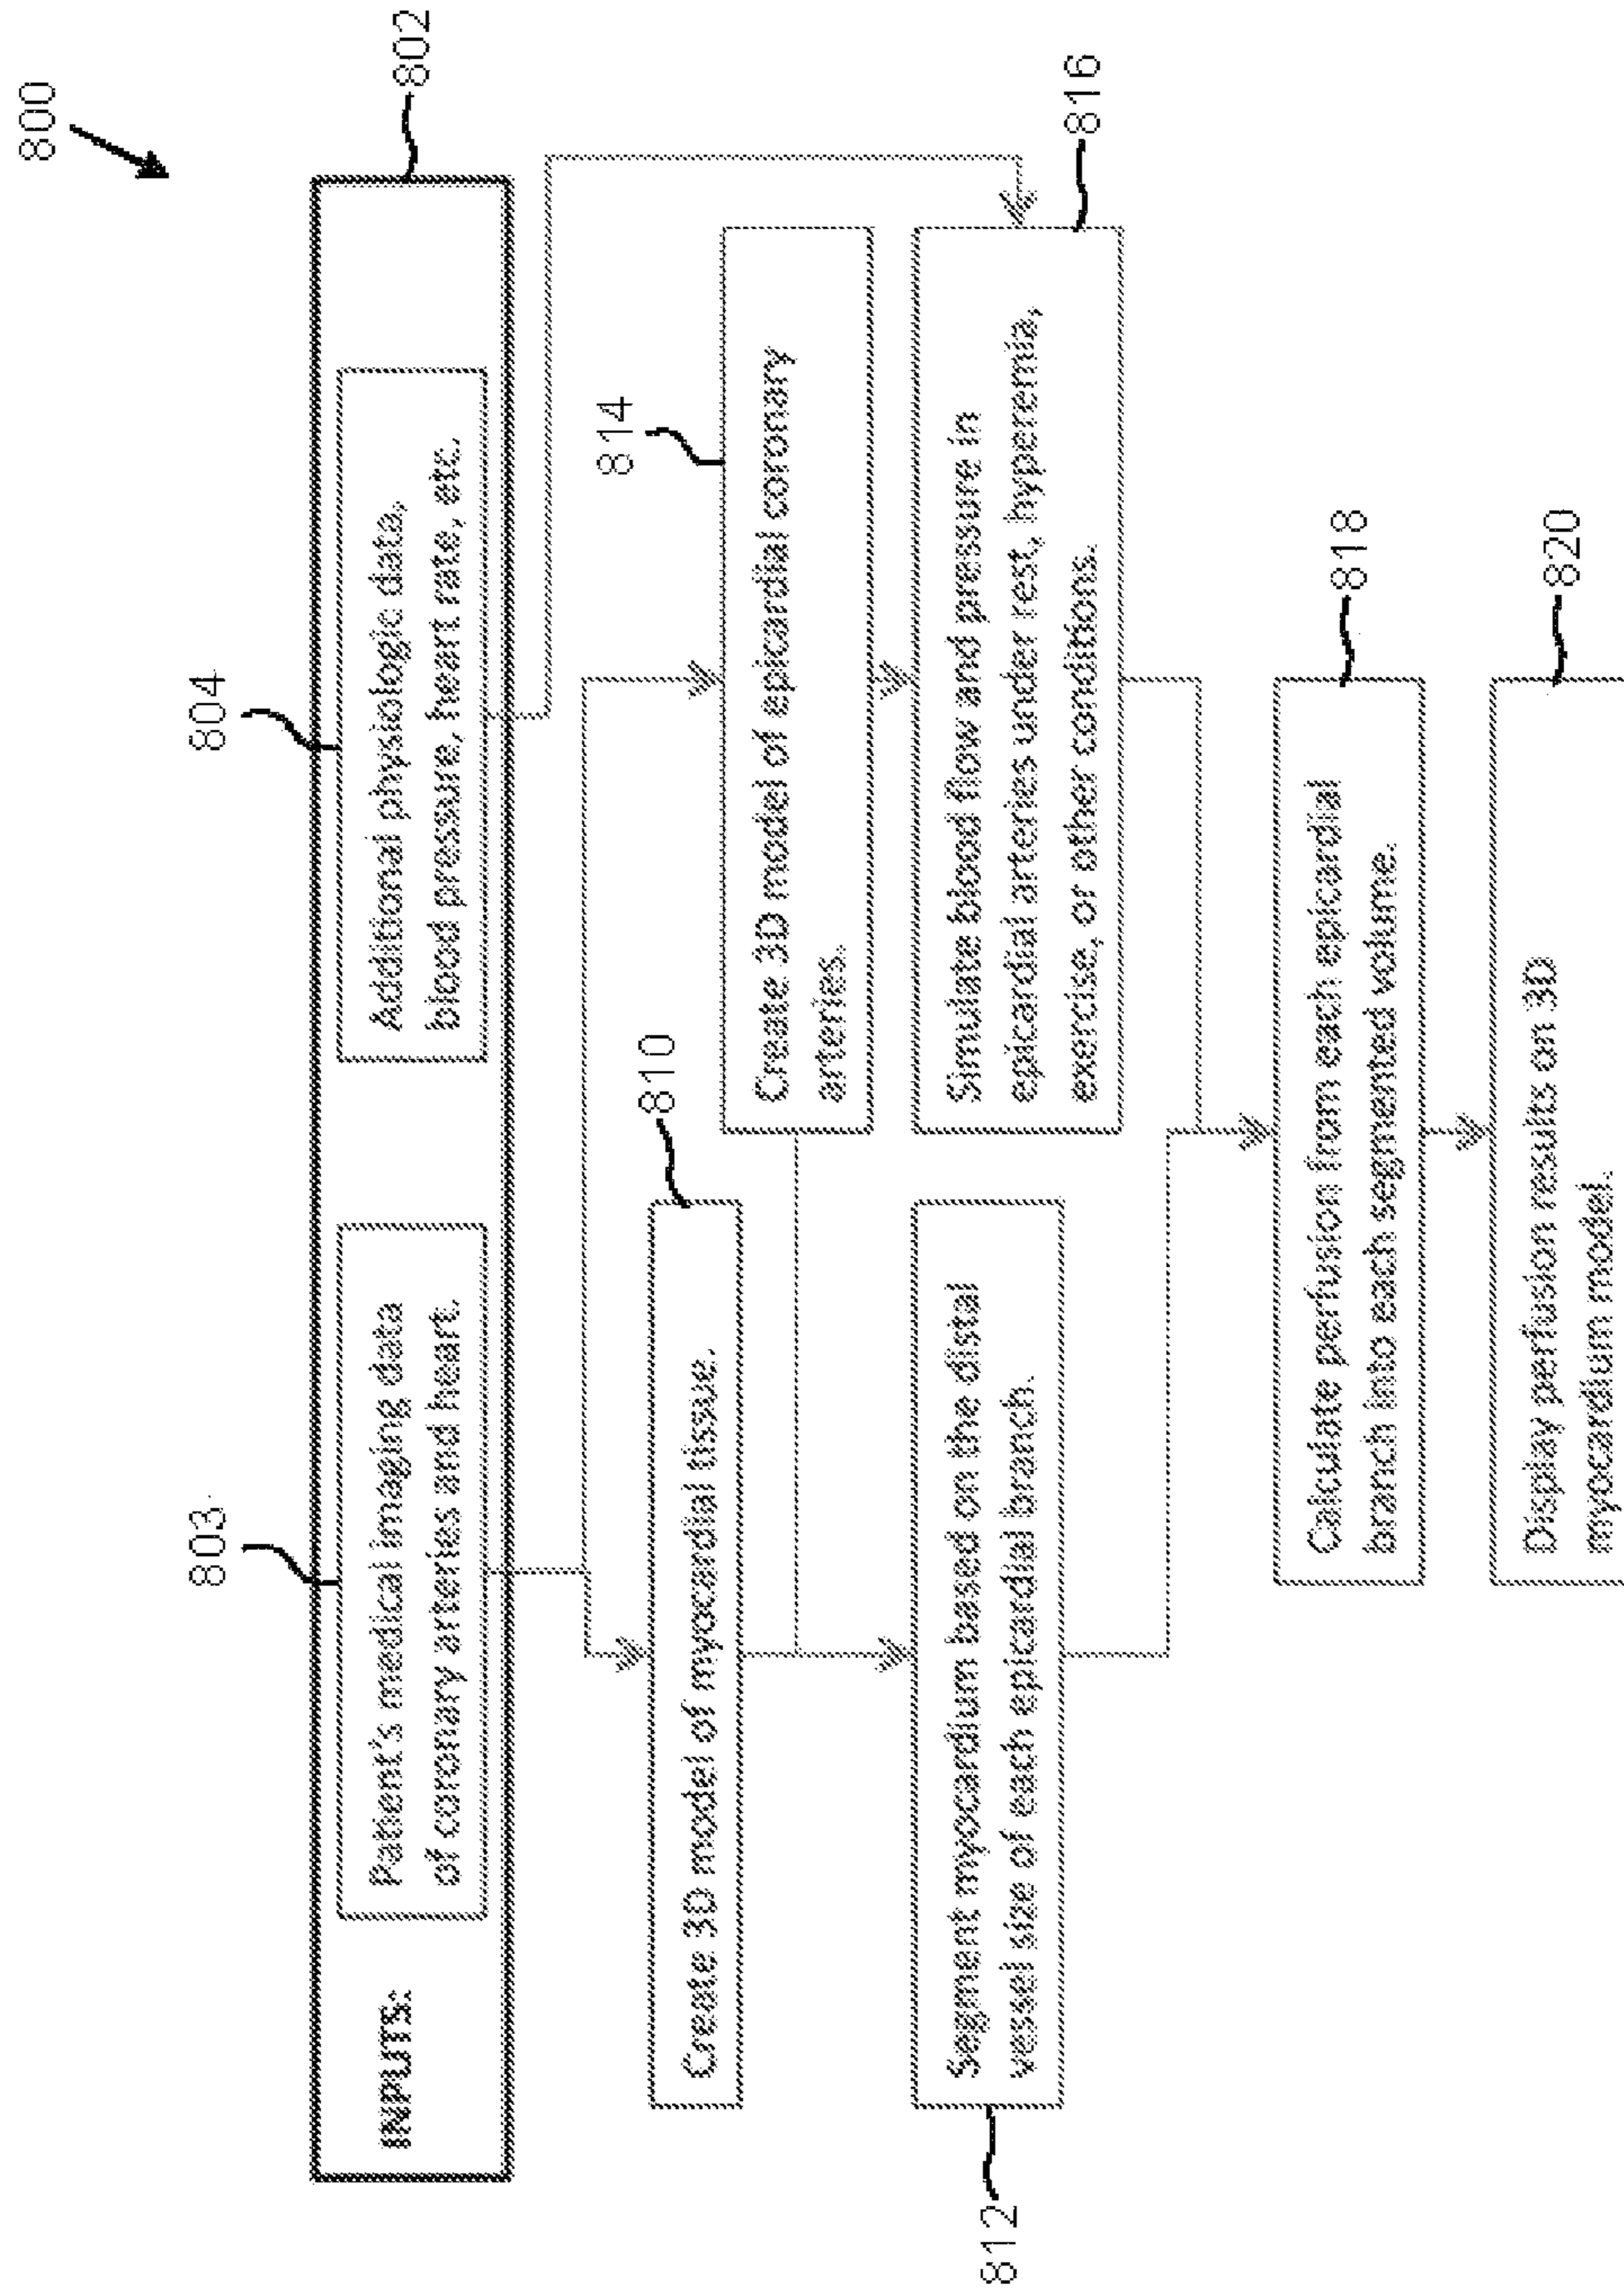 800
802
803
804
INPUTS:
Patient's medical imaging data
of coronary arteries and heart.
Additional physiologic data,
blood pressure, heart rate, etc.
810
Create 3D model of myocardial tissue.
814
Create 3D model of epicardial coronary
arteries.
812
Segment myocardium based on the distal
vessel size of each epicardial branch.
816
Simulate blood flow and pressure in
epicardial arteries under rest, hyperemia,
exercise, or other conditions.
818
Calculate perfusion from each epicardial
branch into each segmented volume.
820
Display perfusion results on 3D
myocardium model.